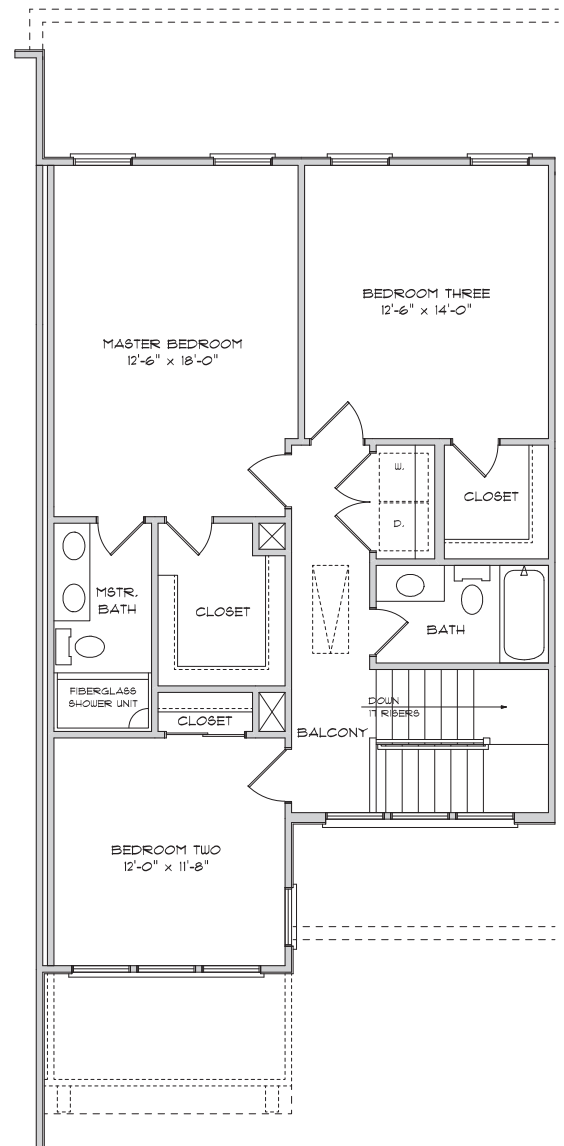 BEDROOM THREE
12'-6" x 14'-0"
MASTER BEDROOM
12'-6" x 18'-0"
W.
CLOSET
D.
MSTR.
BATH
CLOSET
BATH
FIBERGLASS
SHOWER UNIT
DOWN
17 RISERS
CLOSET
BALCONY
BEDROOM TWO
12'-0" x 11'-8"